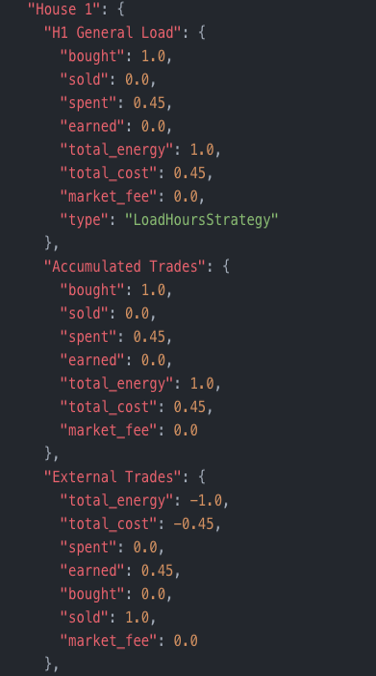 "House 1": {
"H1 General Load": {
"bought": 1.0,
"sold": 0.0,
"spent": 0.45,
"earned": 0.0,
"total_energy": 1.0,
"total_cost": 0.45,
"market_fee": 0.0,
"type": "LoadHoursStrategy"
},
"Accumulated Trades": {
"bought": 1.0,
"sold": 0.0,
"spent": 0.45,
"earned": 0.0,
"total_energy": 1.0,
"total_cost": 0.45,
"market_fee": 0.0
},
"External Trades": {
"total_energy": -1.0,
"total_cost": -0.45,
"spent": 0.0,
"earned": 0.45,
"bought": 0.0,
"sold": 1.0,
"market_fee": 0.0
},